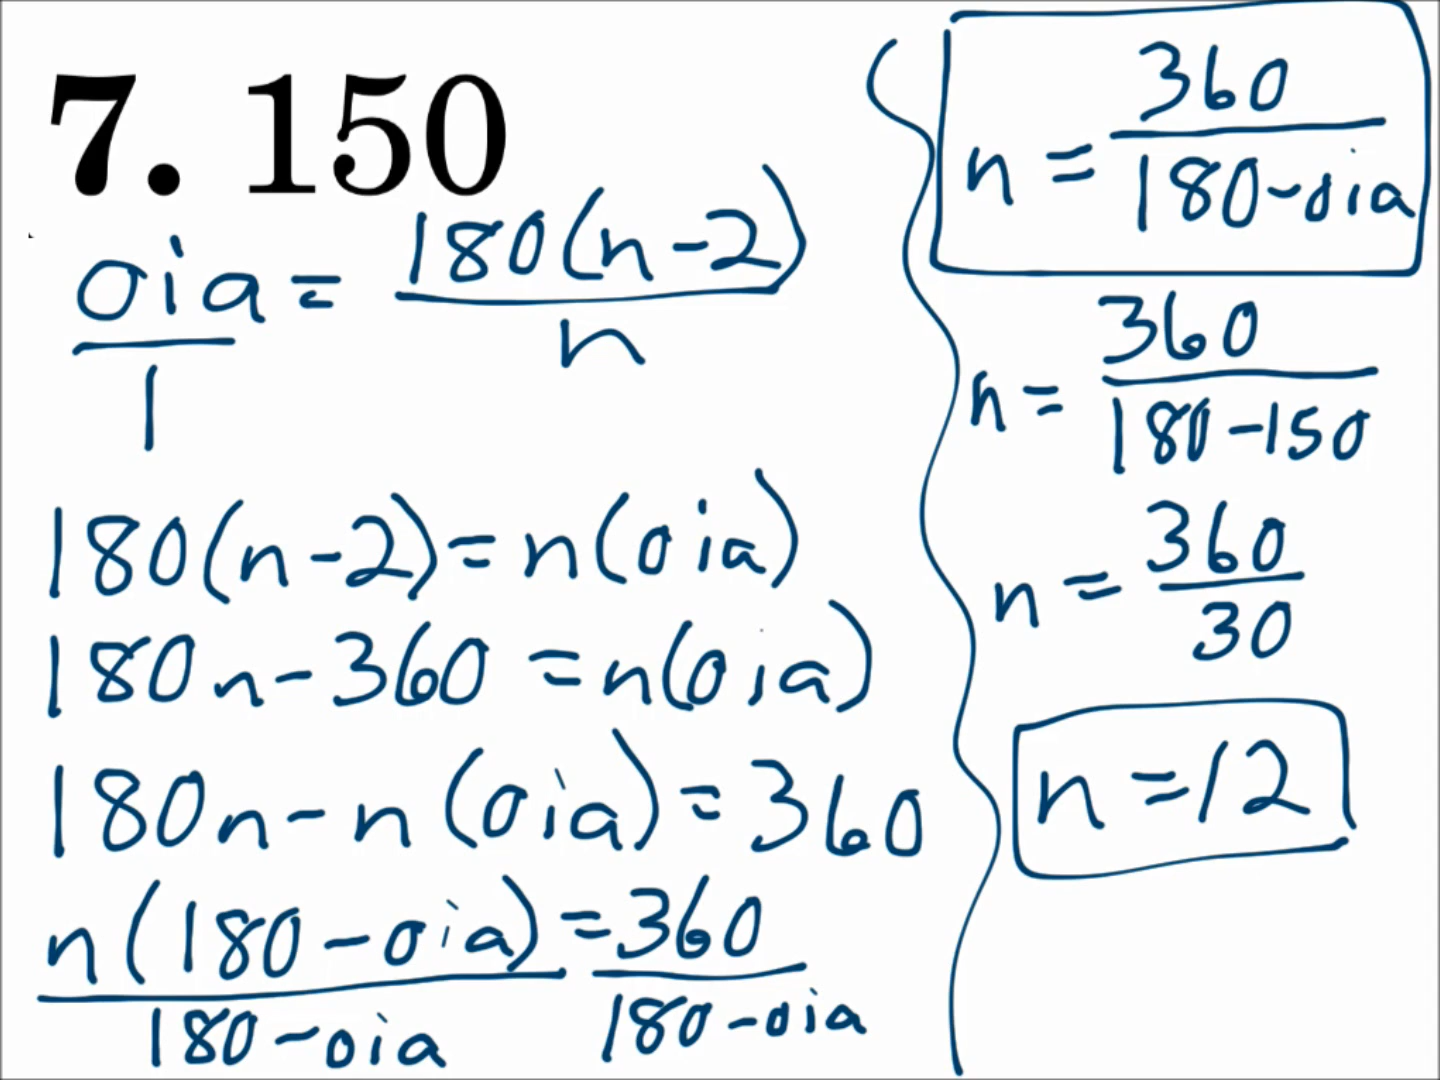 7. 150
oia/1 = 180(n-2)/n
180(n-2) = n(oia)
180n - 360 = n(oia)
180n - n(oia) = 360
n(180-oia)/180-oia = 360/180-oia
n = 360/180-oia
n = 360/180-150
n = 360/30
n = 12